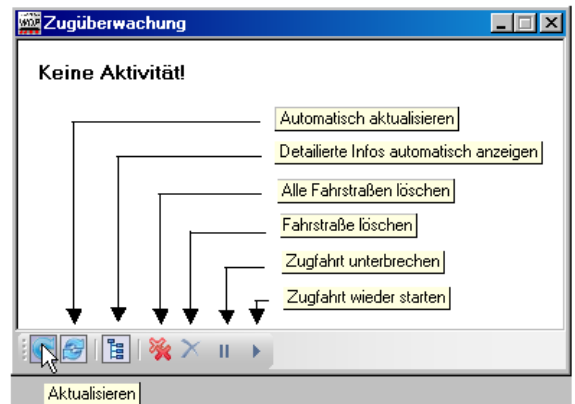 Zugüberwachung
Keine Aktivität!
Automatisch aktualisieren
Detailierte Infos automatisch anzeigen
Alle Fahrstraßen löschen
Fahrstraße löschen
Zugfahrt unterbrechen
Zugfahrt wieder starten
Aktualisieren